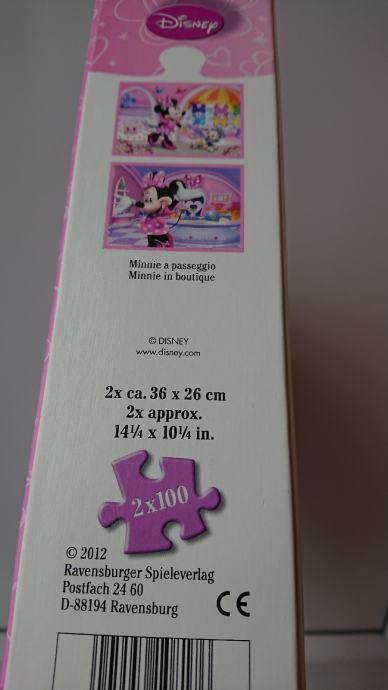 Disney
Minnie a passeggio
Minnie in boutique
© DISNEY
www.disney.com
2x ca. 36 x 26 cm
2x approx.
14¼ x 10¼ in.
2x100
© 2012
Ravensburger Spieleverlag
Postfach 24 60
D-88194 Ravensburg
CE